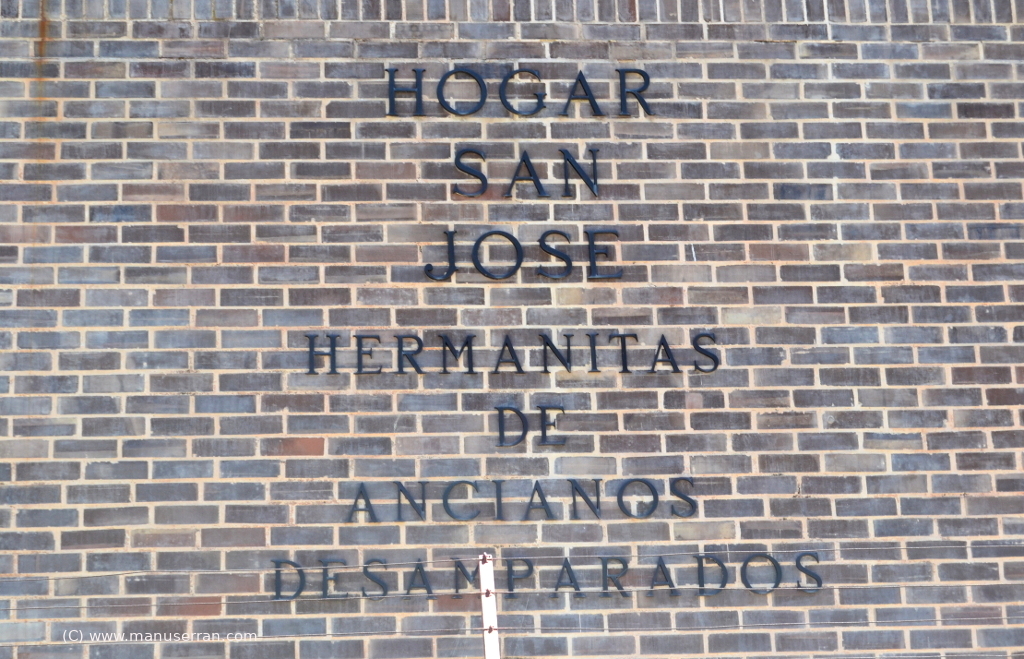 HOGAR
SAN
JOSE
HERMANITAS
DE
ANCIANOS
DESAMPARADOS
(C) www.manuserran.com